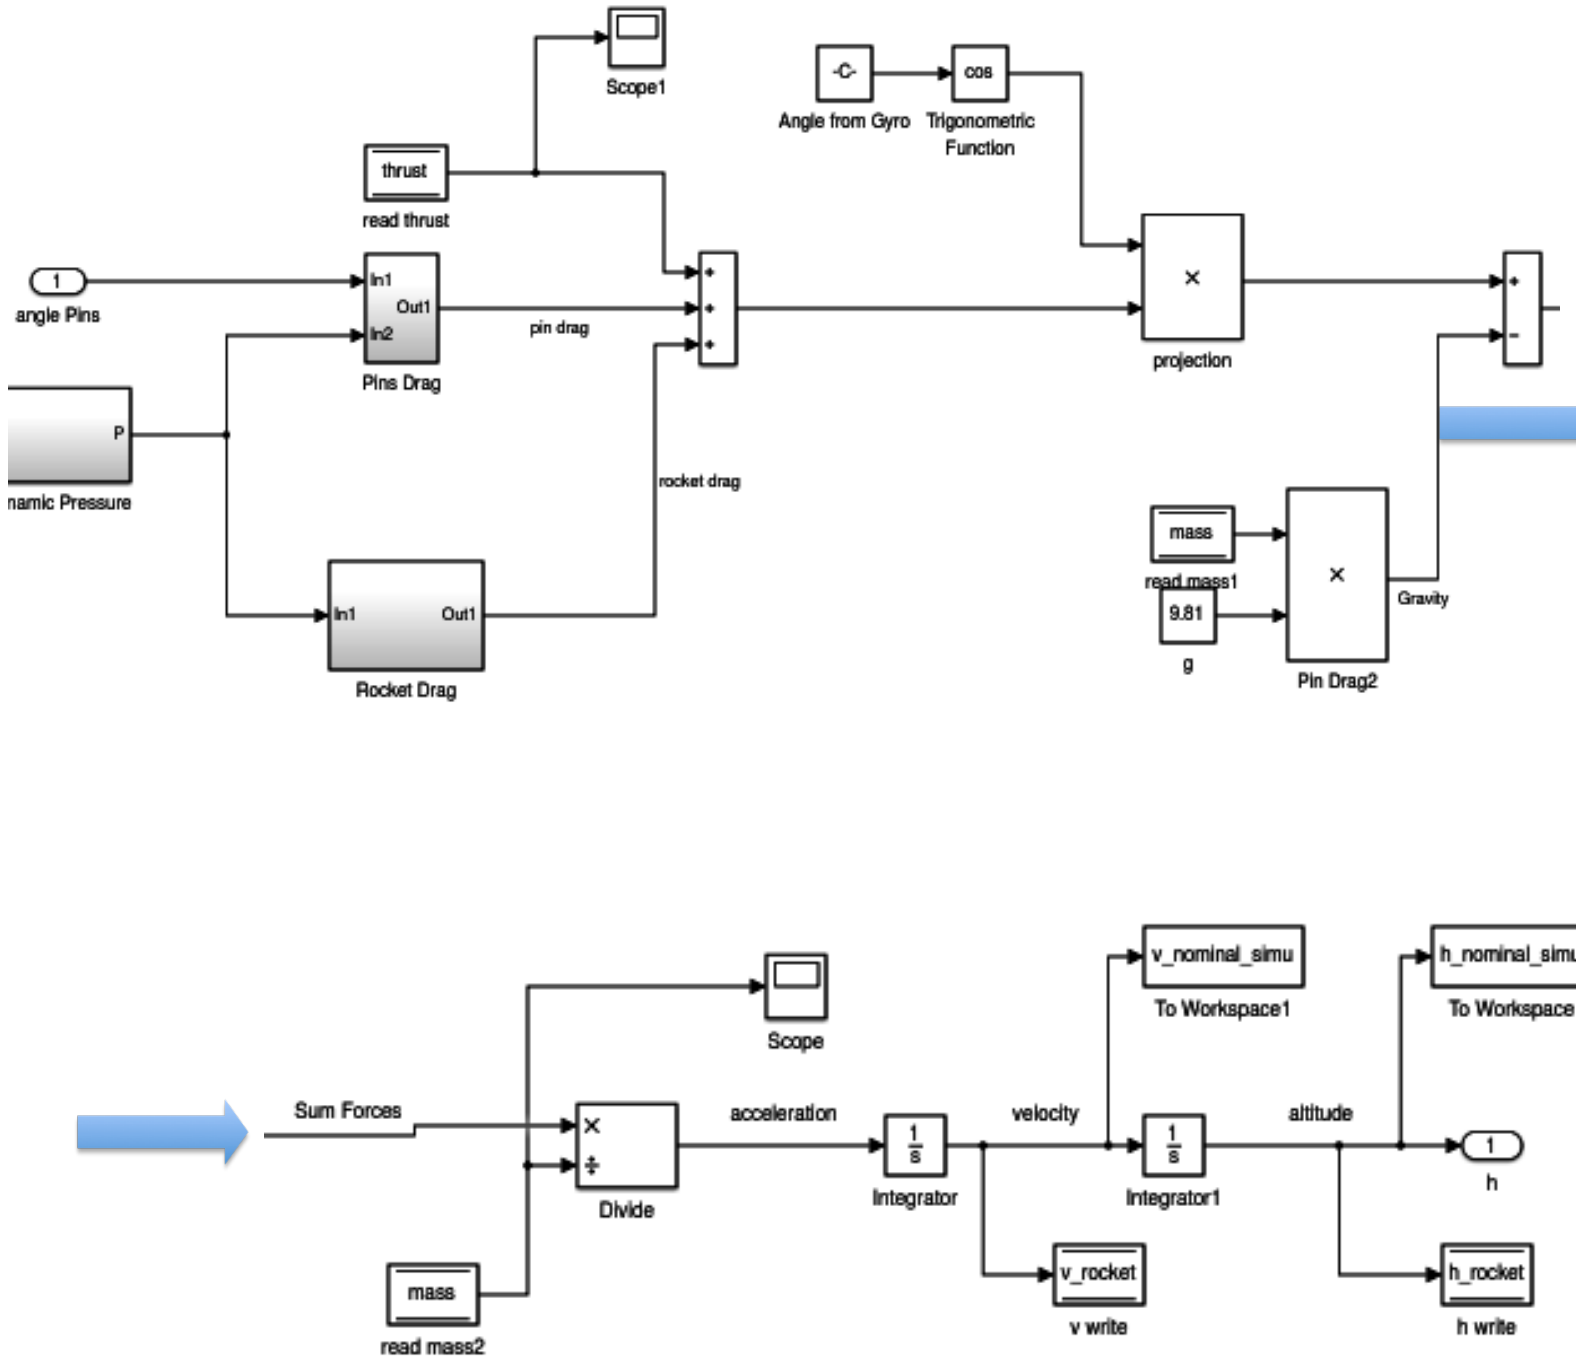 Scope1
-C-
cos
Angle from Gyro
Trigonometric
Function
thrust
read thrust
1
angle Pins
In1
Out1
In2
Pins Drag
pin drag
+
+
+
×
projection
+
-
P
namic Pressure
rocket drag
In1
Out1
Rocket Drag
mass
read mass1
9.81
g
×
Pin Drag2
Gravity
v_nominal_simu
To Workspace1
h_nominal_simu
To Workspace
Scope
Sum Forces
×
÷
Divide
acceleration
1
s
Integrator
velocity
1
s
Integrator1
altitude
1
h
mass
read mass2
v_rocket
v write
h_rocket
h write